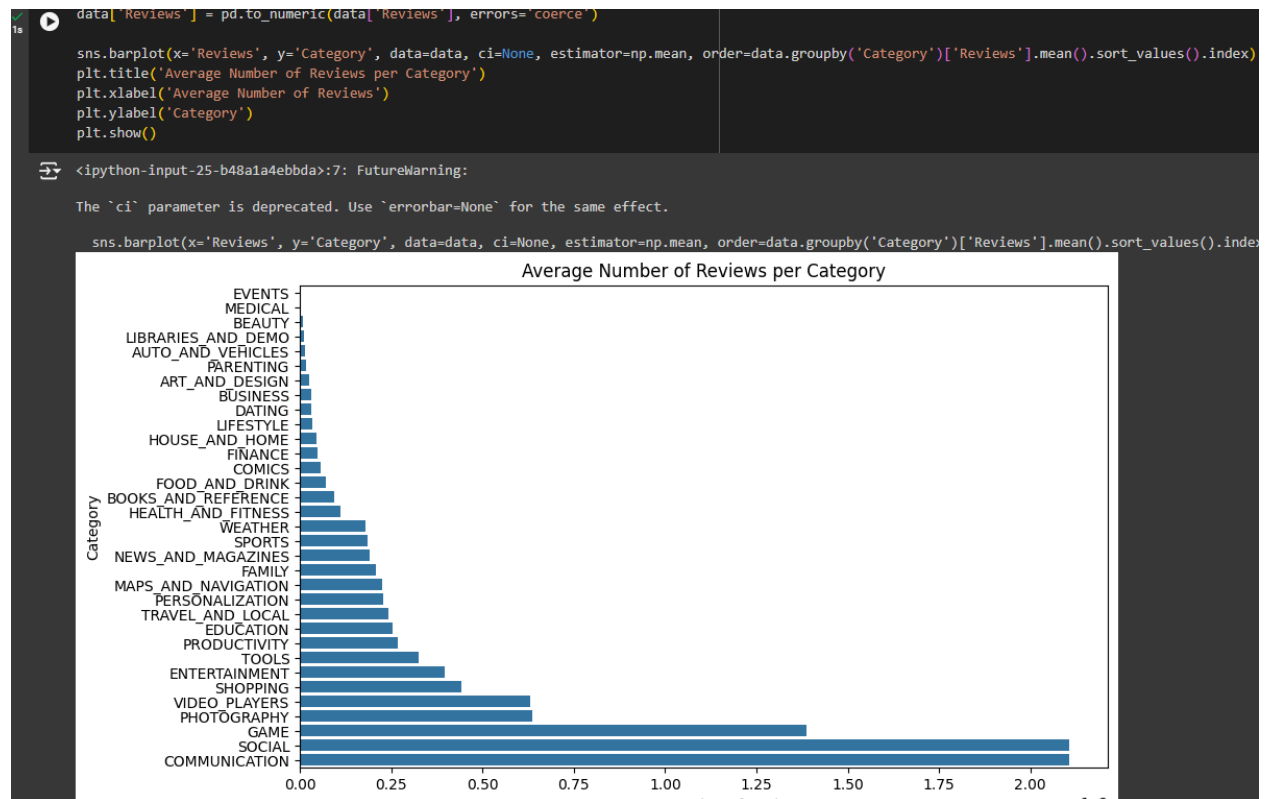 data['Reviews'] = pd.to_numeric(data['Reviews'], errors='coerce')
1s
sns.barplot(x='Reviews', y='Category', data=data, ci=None, estimator=np.mean, order=data.groupby('Category')['Reviews'].mean().sort_values().index)
plt.title('Average Number of Reviews per Category')
plt.xlabel('Average Number of Reviews')
plt.ylabel('Category')
plt.show()
<ipython-input-25-b48a1a4ebbda>:7: FutureWarning:
The `ci` parameter is deprecated. Use `errorbar=None` for the same effect.
sns.barplot(x='Reviews', y='Category', data=data, ci=None, estimator=np.mean, order=data.groupby('Category')['Reviews'].mean().sort_values().index
Average Number of Reviews per Category
EVENTS
MEDICAL
BEAUTY
LIBRARIES_AND_DEMO
AUTO_AND_VEHICLES
PARENTING
ART_AND_DESIGN
BUSINESS
DATING
LIFESTYLE
HOUSE_AND_HOME
FINANCE
COMICS
FOOD_AND_DRINK
BOOKS_AND_REFERENCE
HEALTH_AND_FITNESS
WEATHER
SPORTS
NEWS_AND_MAGAZINES
FAMILY
MAPS_AND_NAVIGATION
PERSONALIZATION
TRAVEL_AND_LOCAL
EDUCATION
PRODUCTIVITY
TOOLS
ENTERTAINMENT
SHOPPING
VIDEO_PLAYERS
PHOTOGRAPHY
GAME
SOCIAL
COMMUNICATION
Category
0.00 0.25 0.50 0.75 1.00 1.25 1.50 1.75 2.00